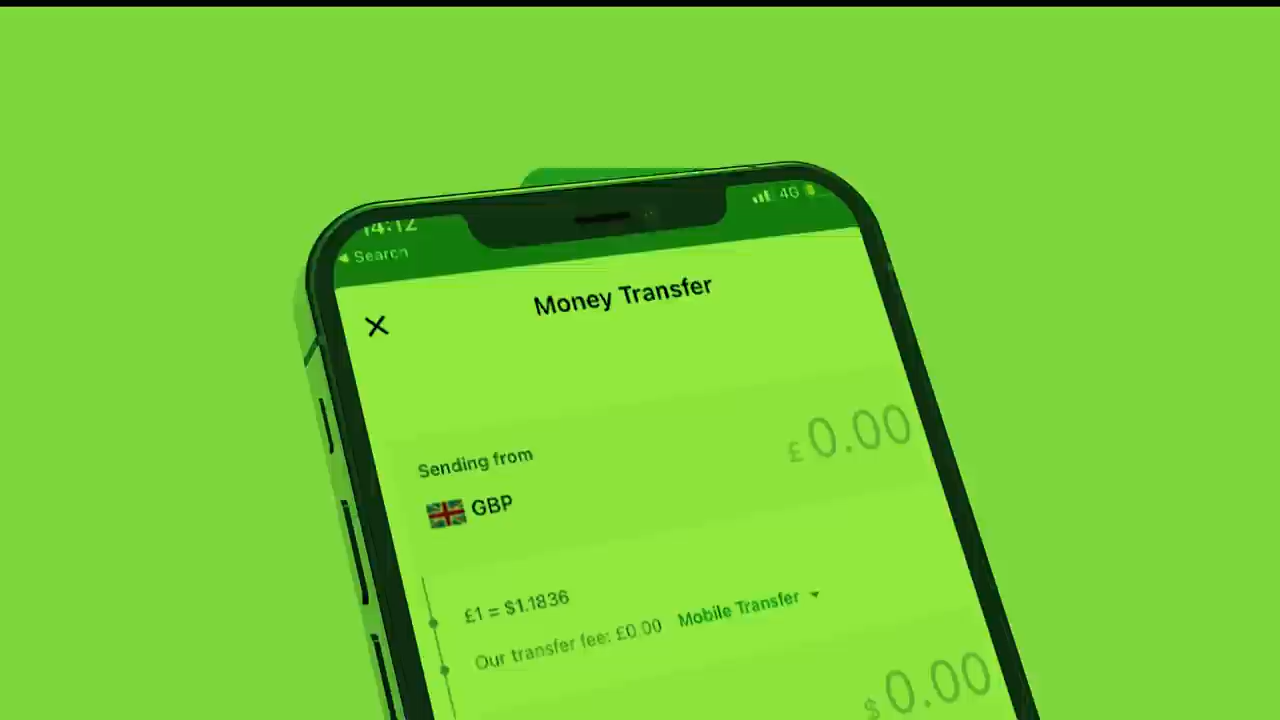 14:12
4G
Search
Money Transfer
Sending from
£ 0.00
GBP
£1 = $1.1836
Our transfer fee: £0.00 Mobile Transfer
$ 0.00